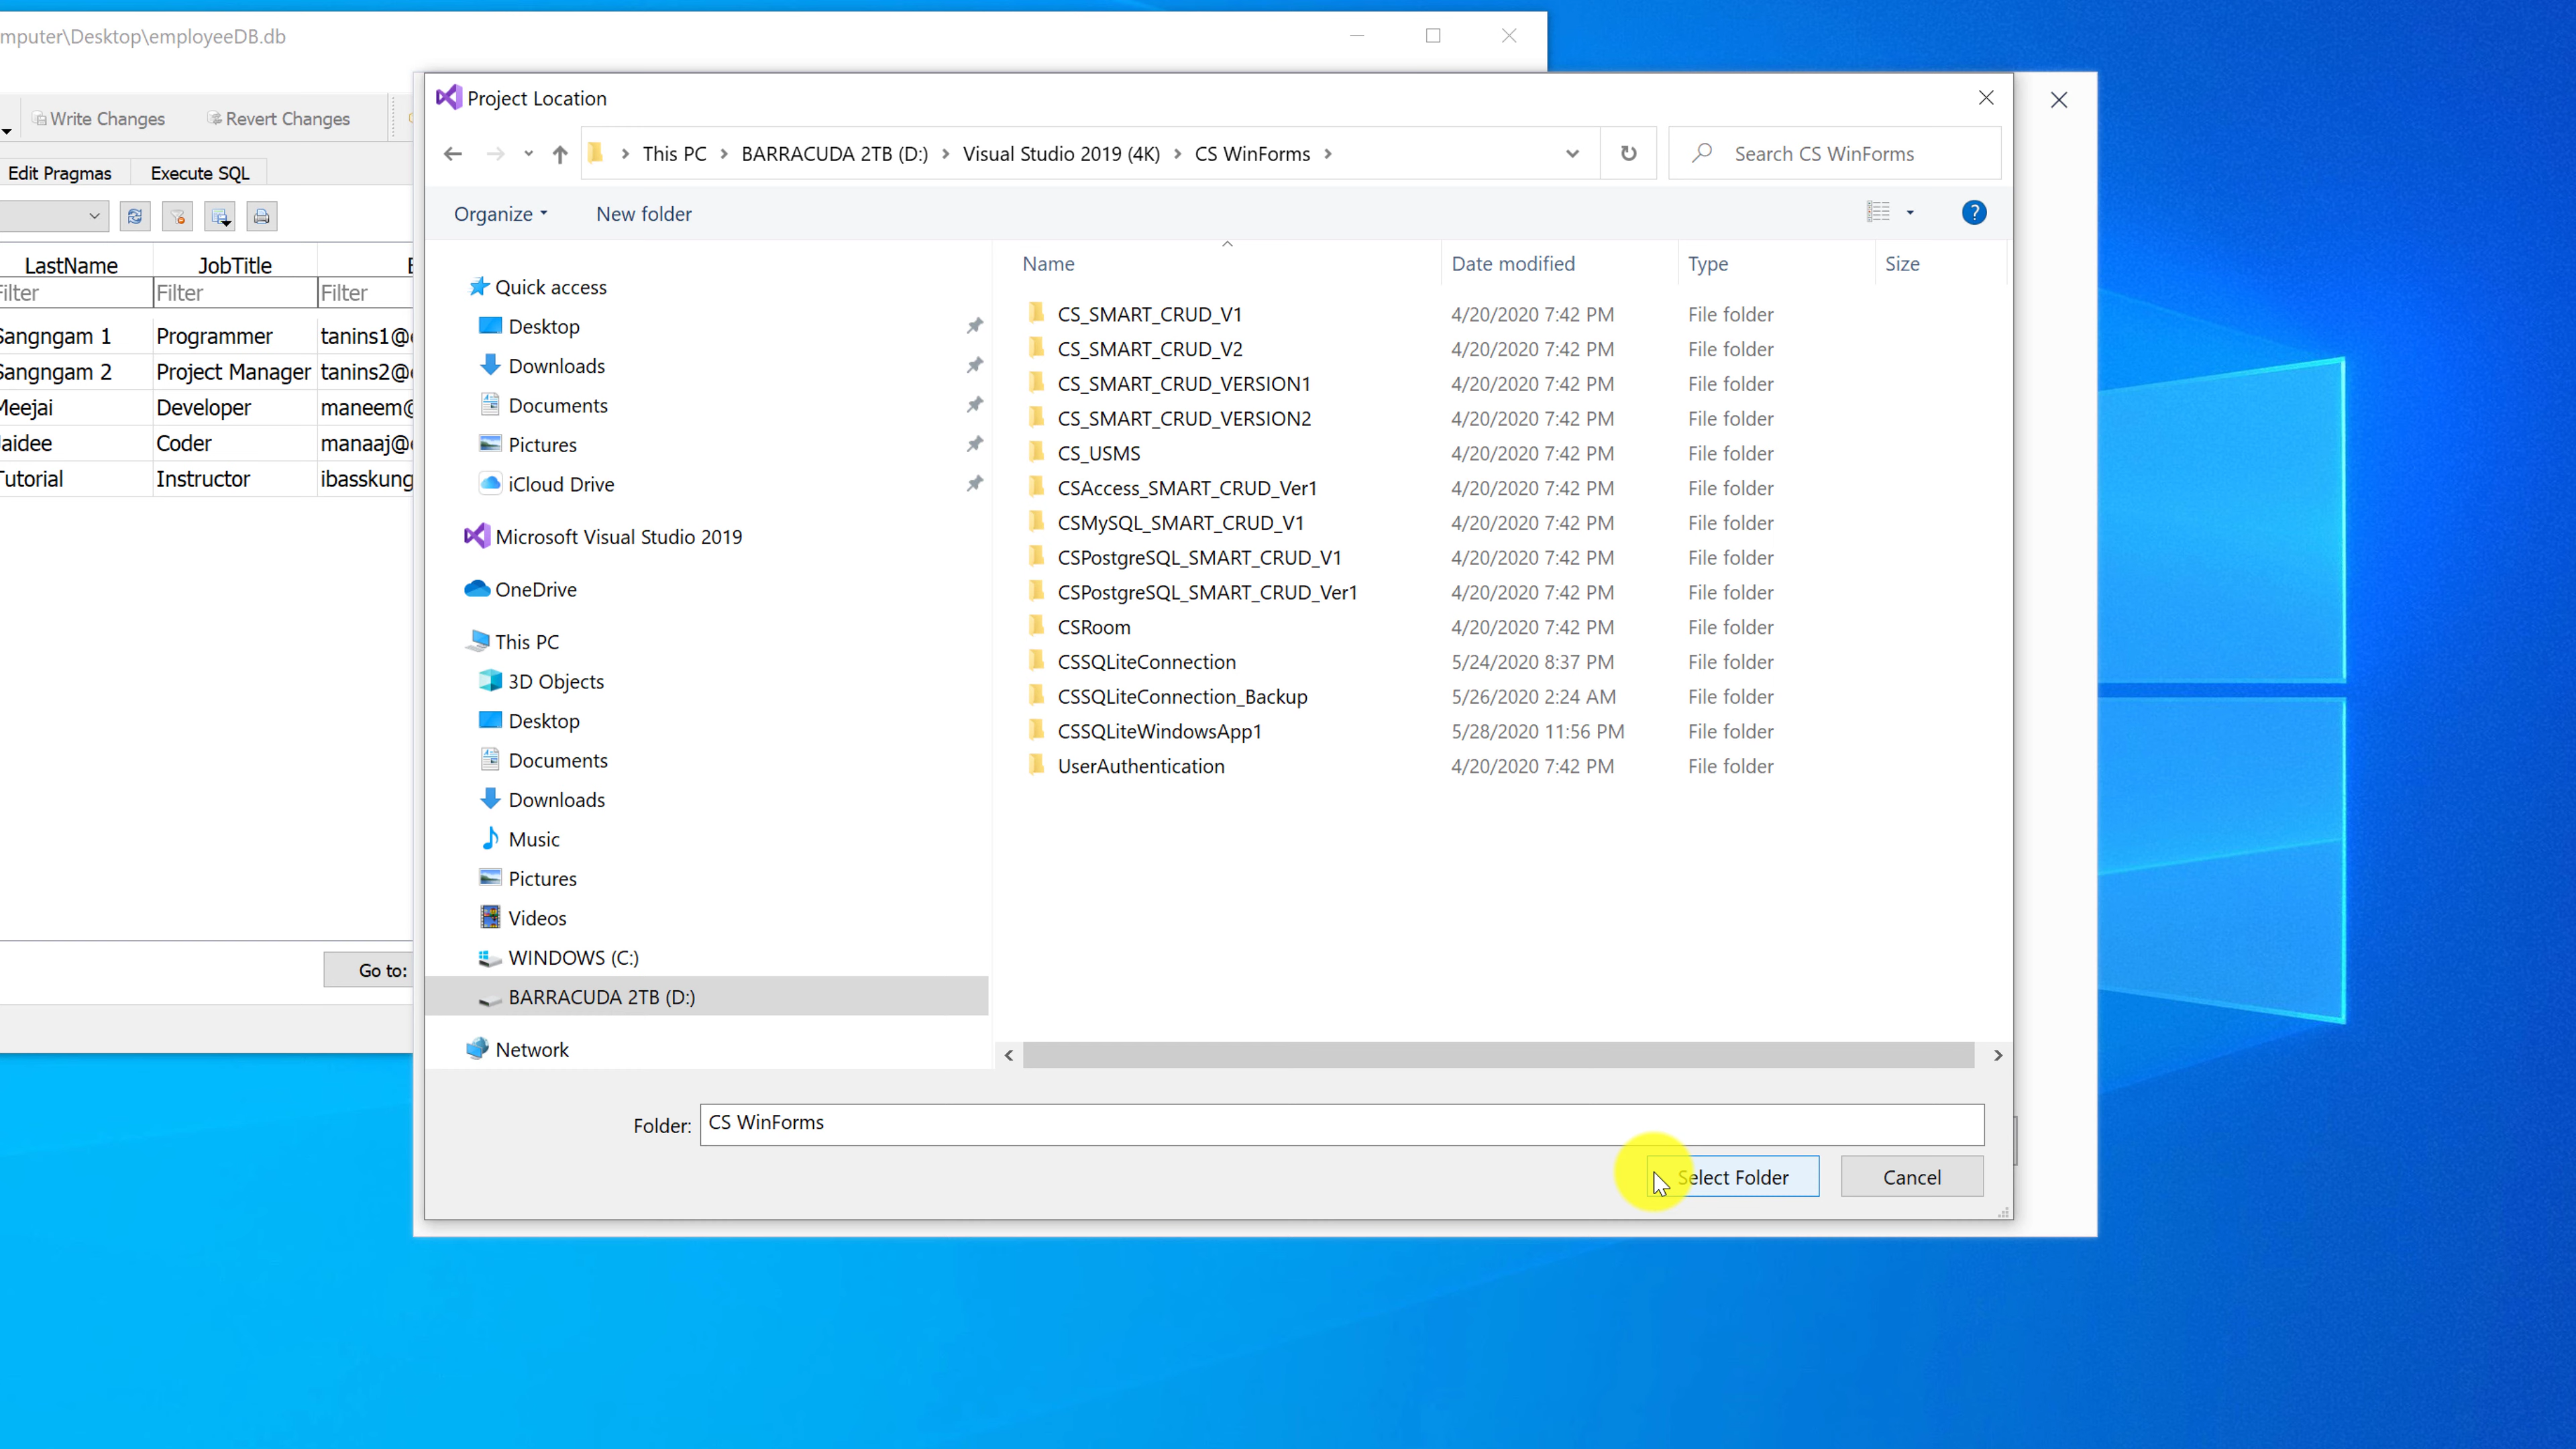 mputer\Desktop\employeeDB.db
Write Changes
Revert Changes
Edit Pragmas
Execute SQL
LastName
JobTitle
Filter
Filter
Sangngam 1
Programmer
tanins1@
Sangngam 2
Project Manager
tanins2@
Meejai
Developer
maneem@
Jaidee
Coder
manaaj@
Tutorial
Instructor
ibasskung
Go to:
Project Location
This PC
BARRACUDA 2TB (D:)
Visual Studio 2019 (4K)
CS WinForms
Search CS WinForms
Organize
New folder
?
Quick access
Desktop
Downloads
Documents
Pictures
iCloud Drive
Microsoft Visual Studio 2019
OneDrive
This PC
3D Objects
Desktop
Documents
Downloads
Music
Pictures
Videos
WINDOWS (C:)
BARRACUDA 2TB (D:)
Network
Name
Date modified
Type
Size
CS_SMART_CRUD_V1
4/20/2020 7:42 PM
File folder
CS_SMART_CRUD_V2
4/20/2020 7:42 PM
File folder
CS_SMART_CRUD_VERSION1
4/20/2020 7:42 PM
File folder
CS_SMART_CRUD_VERSION2
4/20/2020 7:42 PM
File folder
CS_USMS
4/20/2020 7:42 PM
File folder
CSAccess_SMART_CRUD_Ver1
4/20/2020 7:42 PM
File folder
CSMySQL_SMART_CRUD_V1
4/20/2020 7:42 PM
File folder
CSPostgreSQL_SMART_CRUD_V1
4/20/2020 7:42 PM
File folder
CSPostgreSQL_SMART_CRUD_Ver1
4/20/2020 7:42 PM
File folder
CSRoom
4/20/2020 7:42 PM
File folder
CSSQLiteConnection
5/24/2020 8:37 PM
File folder
CSSQLiteConnection_Backup
5/26/2020 2:24 AM
File folder
CSSQLiteWindowsApp1
5/28/2020 11:56 PM
File folder
UserAuthentication
4/20/2020 7:42 PM
File folder
Folder:
CS WinForms
Select Folder
Cancel